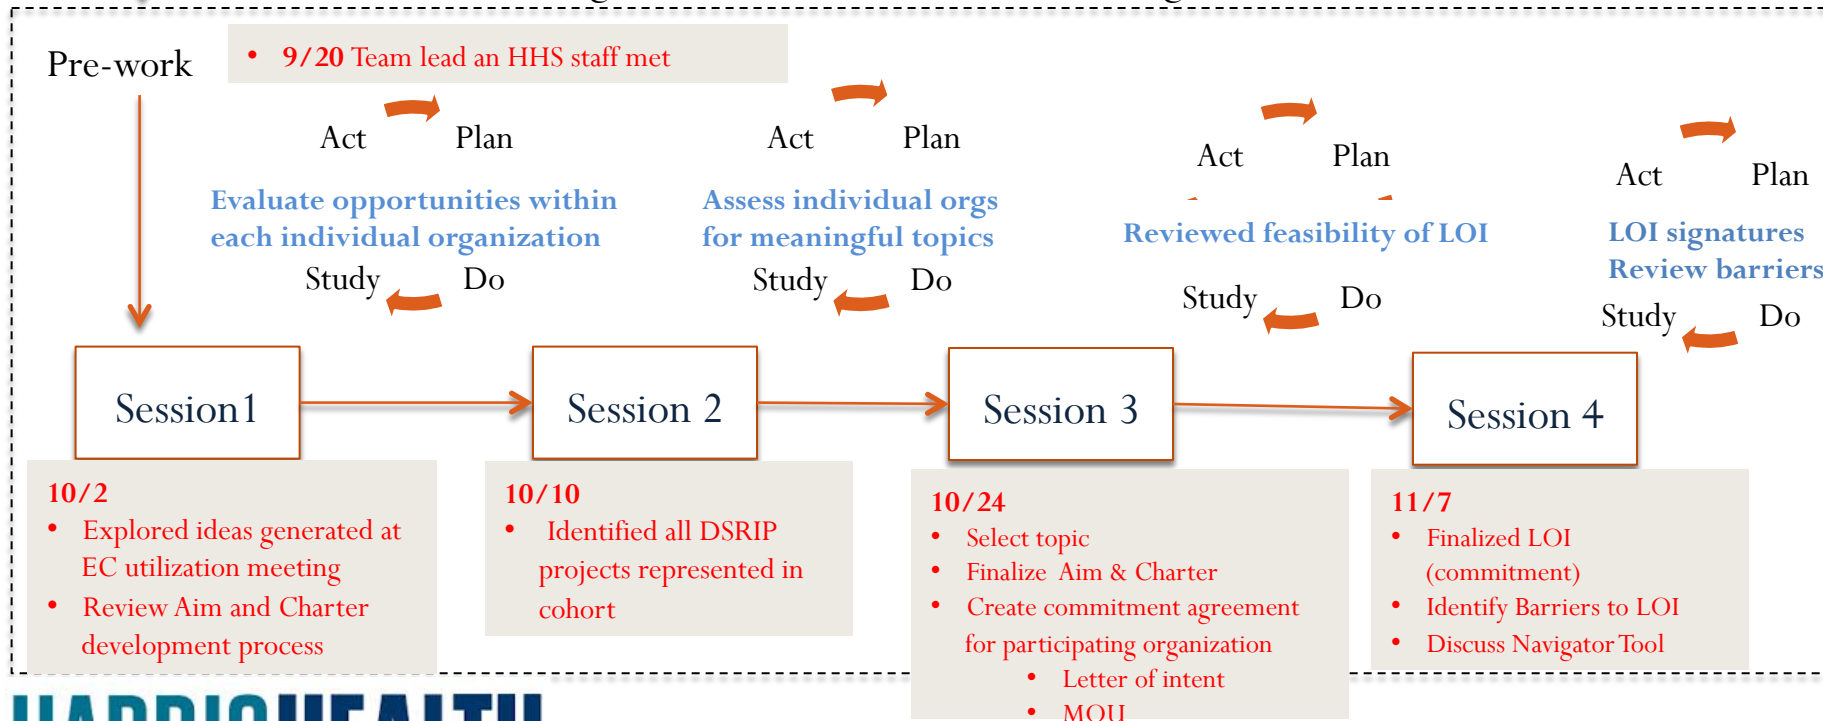 Pre-work
• 9/20 Team lead an HHS staff met
Act Plan
Evaluate opportunities within
each individual organization
Study Do
Act Plan
Assess individual orgs
for meaningful topics
Study Do
Act Plan
Reviewed feasibility of LOI
Study Do
Act Plan
LOI signatures
Review barriers
Study Do
Session1
Session 2
Session 3
Session 4
10/2
• Explored ideas generated at
EC utilization meeting
• Review Aim and Charter
development process
10/10
• Identified all DSRIP
projects represented in
cohort
10/24
• Select topic
• Finalize Aim & Charter
• Create commitment agreement
for participating organization
• Letter of intent
• MOU
11/7
• Finalized LOI
(commitment)
• Identify Barriers to LOI
• Discuss Navigator Tool
HARRISHEALTH